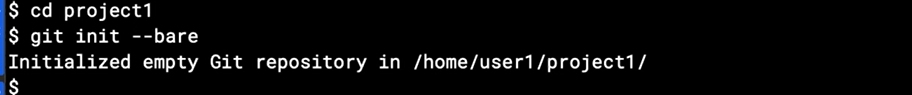 $ cd project1
$ git init --bare
Initialized empty Git repository in /home/user1/project1/
$